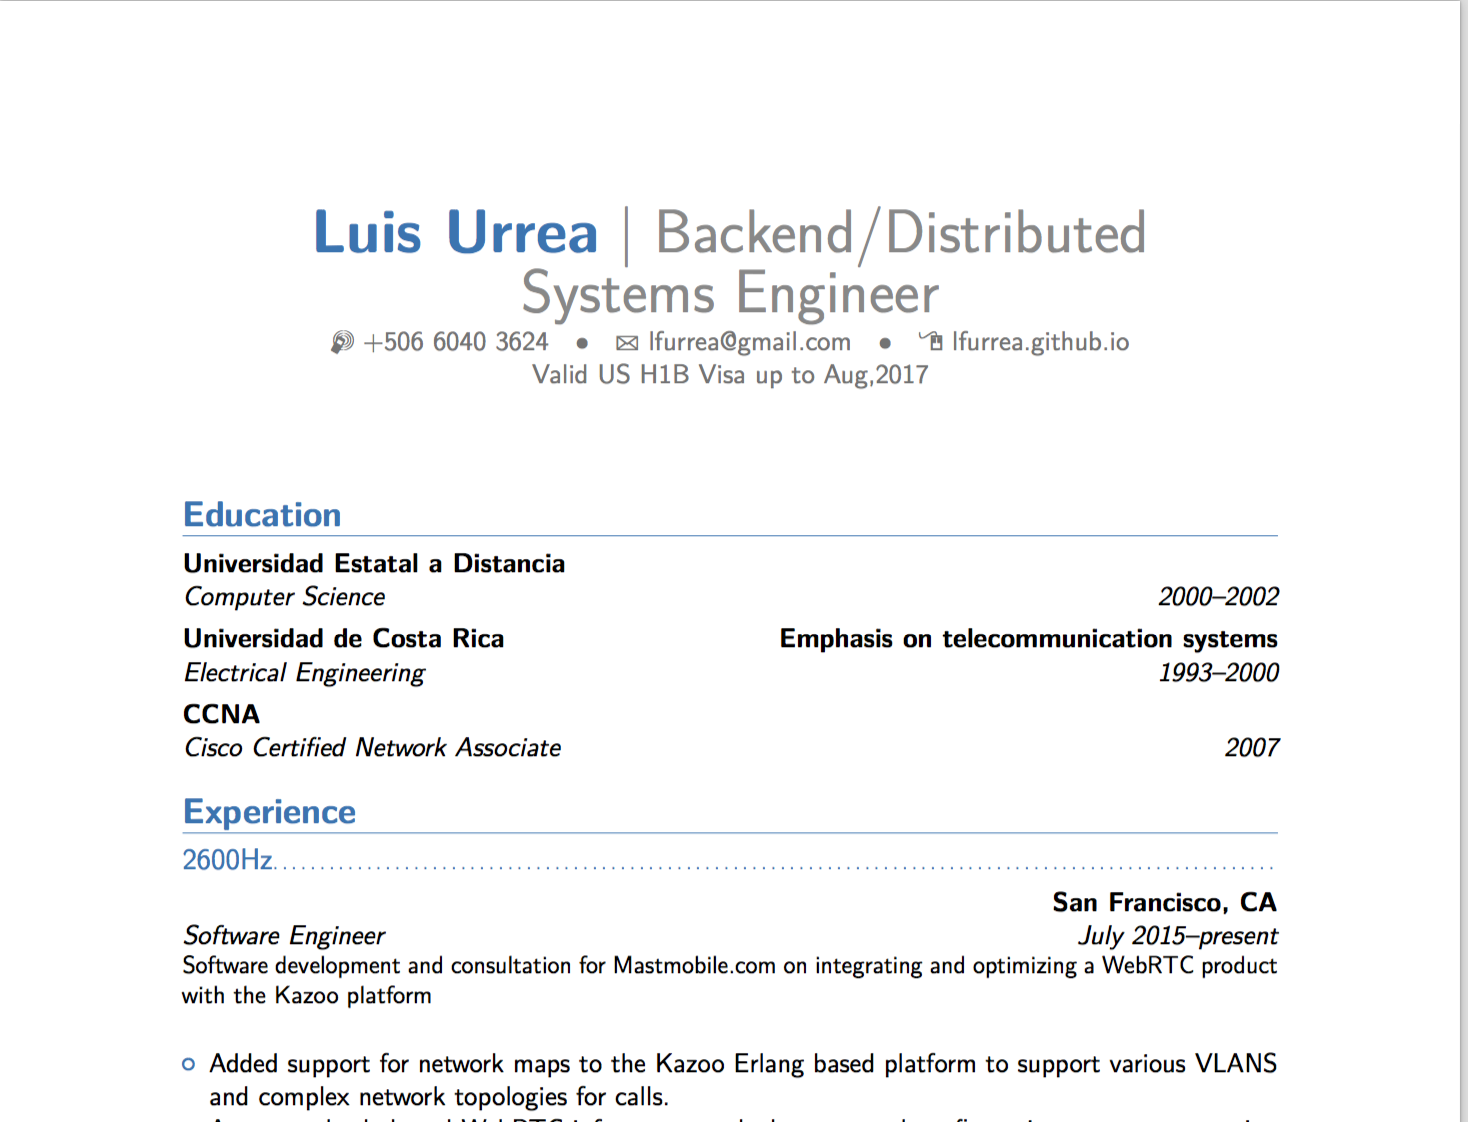 Luis Urrea | Backend/Distributed
Systems Engineer
+506 6040 3624 • lfurrea@gmail.com • lfurrea.github.io
Valid US H1B Visa up to Aug,2017
Education
Universidad Estatal a Distancia
Computer Science 2000–2002
Universidad de Costa Rica Emphasis on telecommunication systems
Electrical Engineering 1993–2000
CCNA
Cisco Certified Network Associate 2007
Experience
2600Hz
San Francisco, CA
Software Engineer July 2015–present
Software development and consultation for Mastmobile.com on integrating and optimizing a WebRTC product
with the Kazoo platform
Added support for network maps to the Kazoo Erlang based platform to support various VLANS
and complex network topologies for calls.